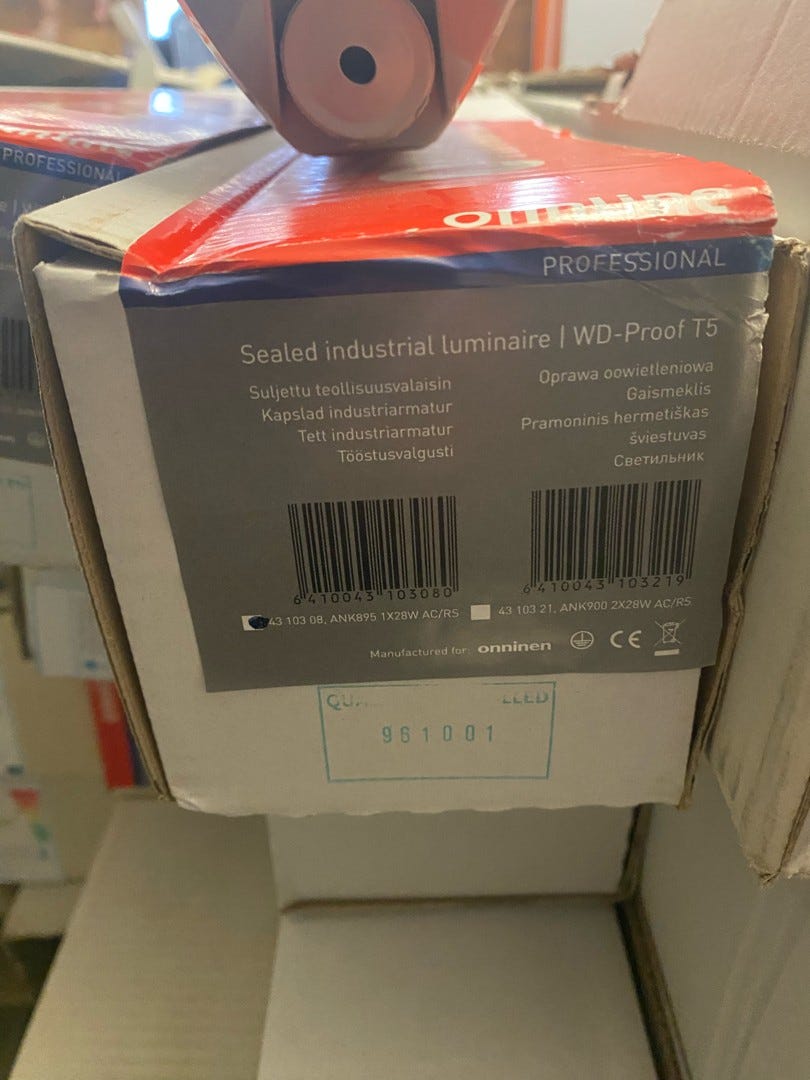 PROFESSIONAL
PROFESSIONAL
Sealed industrial luminaire | WD-Proof T5
Suljettu teollisuusvalaisin
Kapslad industriarmatur
Tett industriarmatur
Tööstusvalgusti
Oprawa oowietleniowa
Gaismeklis
Pramoninis hermetiškas
šviestuvas
Светильник
6 410043 103080
6 410043 103219
43 103 08, ANK895 1X28W AC/RS
43 103 21, ANK900 2X28W AC/RS
Manufactured for: onninen
CE
961001